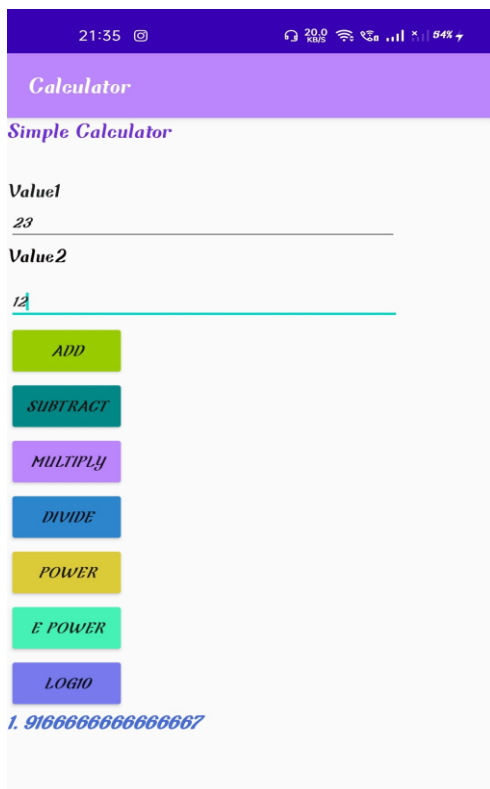 21:35 20.0 KB/S 54%
Calculator
Simple Calculator
Value1
23
Value2
12
ADD
SUBTRACT
MULTIPLY
DIVIDE
POWER
E POWER
LOG10
1.9166666666666667